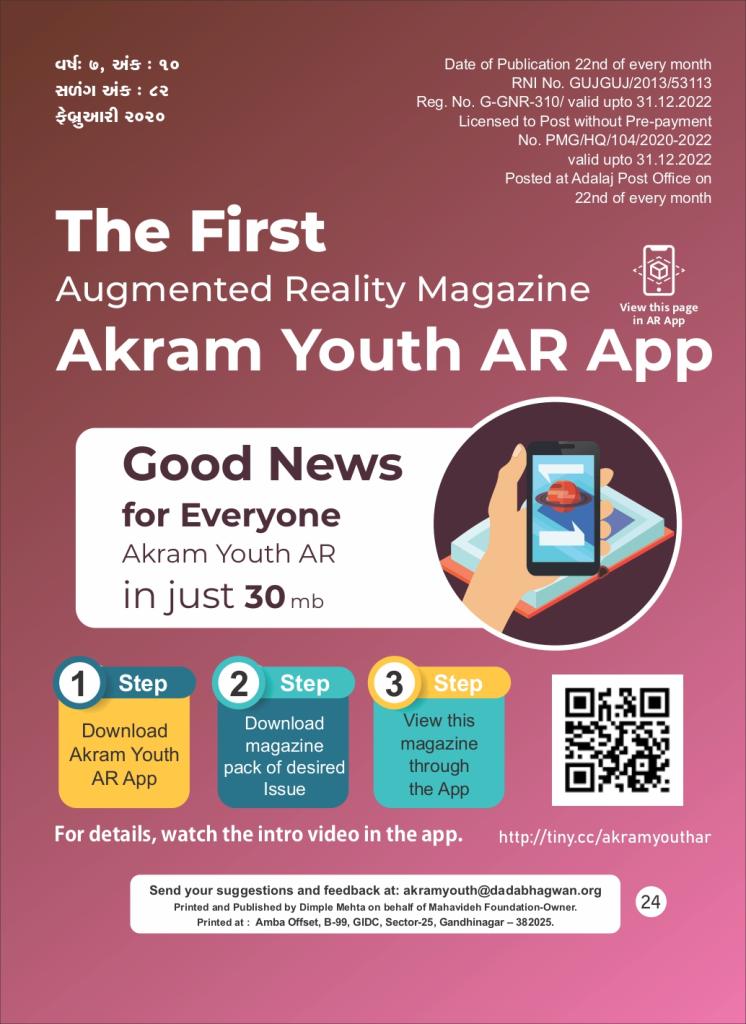 વર્ષઃ ૭, અંક : ૧૦
સળંગ અંક : ૮૨
ફેબ્રુઆરી ૨૦૨૦
Date of Publication 22nd of every month
RNI No. GUJGUJ/2013/53113
Reg. No. G-GNR-310/ valid upto 31.12.2022
Licensed to Post without Pre-payment
No. PMG/HQ/104/2020-2022
valid upto 31.12.2022
Posted at Adalaj Post Office on
22nd of every month
The First
Augmented Reality Magazine
Akram Youth AR App
View this page
in AR App
Good News
for Everyone
Akram Youth AR
in just 30 mb
1 Step
Download
Akram Youth
AR App
2 Step
Download
magazine
pack of desired
Issue
3 Step
View this
magazine
through
the App
For details, watch the intro video in the app.
http://tiny.cc/akramyouthar
Send your suggestions and feedback at: akramyouth@dadabhagwan.org
Printed and Published by Dimple Mehta on behalf of Mahavideh Foundation-Owner.
Printed at : Amba Offset, B-99, GIDC, Sector-25, Gandhinagar – 382025.
24